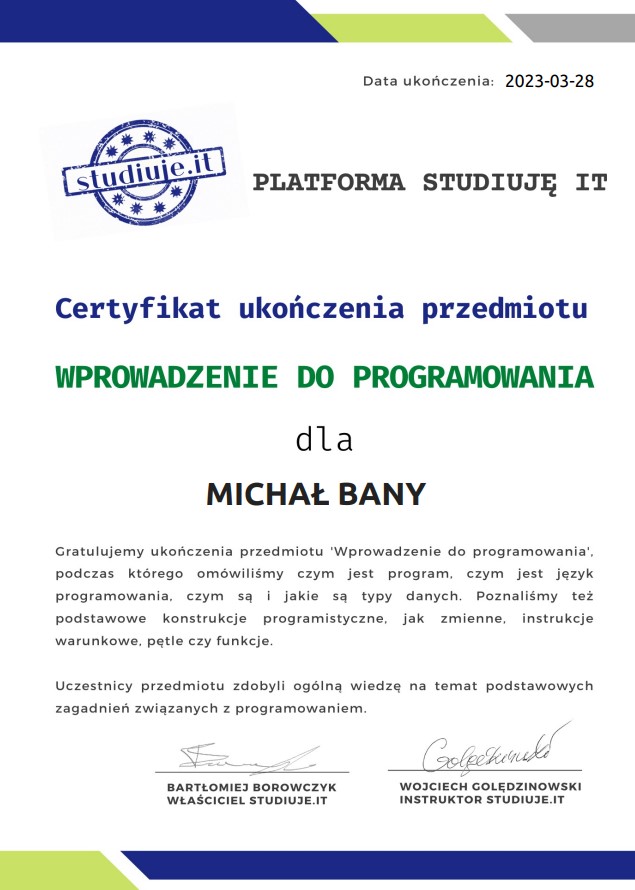 Data ukończenia: 2023-03-28
studiuje.it
PLATFORMA STUDIUJĘ IT
Certyfikat ukończenia przedmiotu
WPROWADZENIE DO PROGRAMOWANIA
dla
MICHAŁ BANY
Gratulujemy ukończenia przedmiotu 'Wprowadzenie do programowania',
podczas którego omówiliśmy czym jest program, czym jest język
programowania, czym są i jakie są typy danych. Poznaliśmy też
podstawowe konstrukcje programistyczne, jak zmienne, instrukcje
warunkowe, pętle czy funkcje.
Uczestnicy przedmiotu zdobyli ogólną wiedzę na temat podstawowych
zagadnień związanych z programowaniem.
BARTŁOMIEJ BOROWCZYK
WŁAŚCICIEL STUDIUJE.IT
WOJCIECH GOLĘDZINOWSKI
INSTRUKTOR STUDIUJE.IT